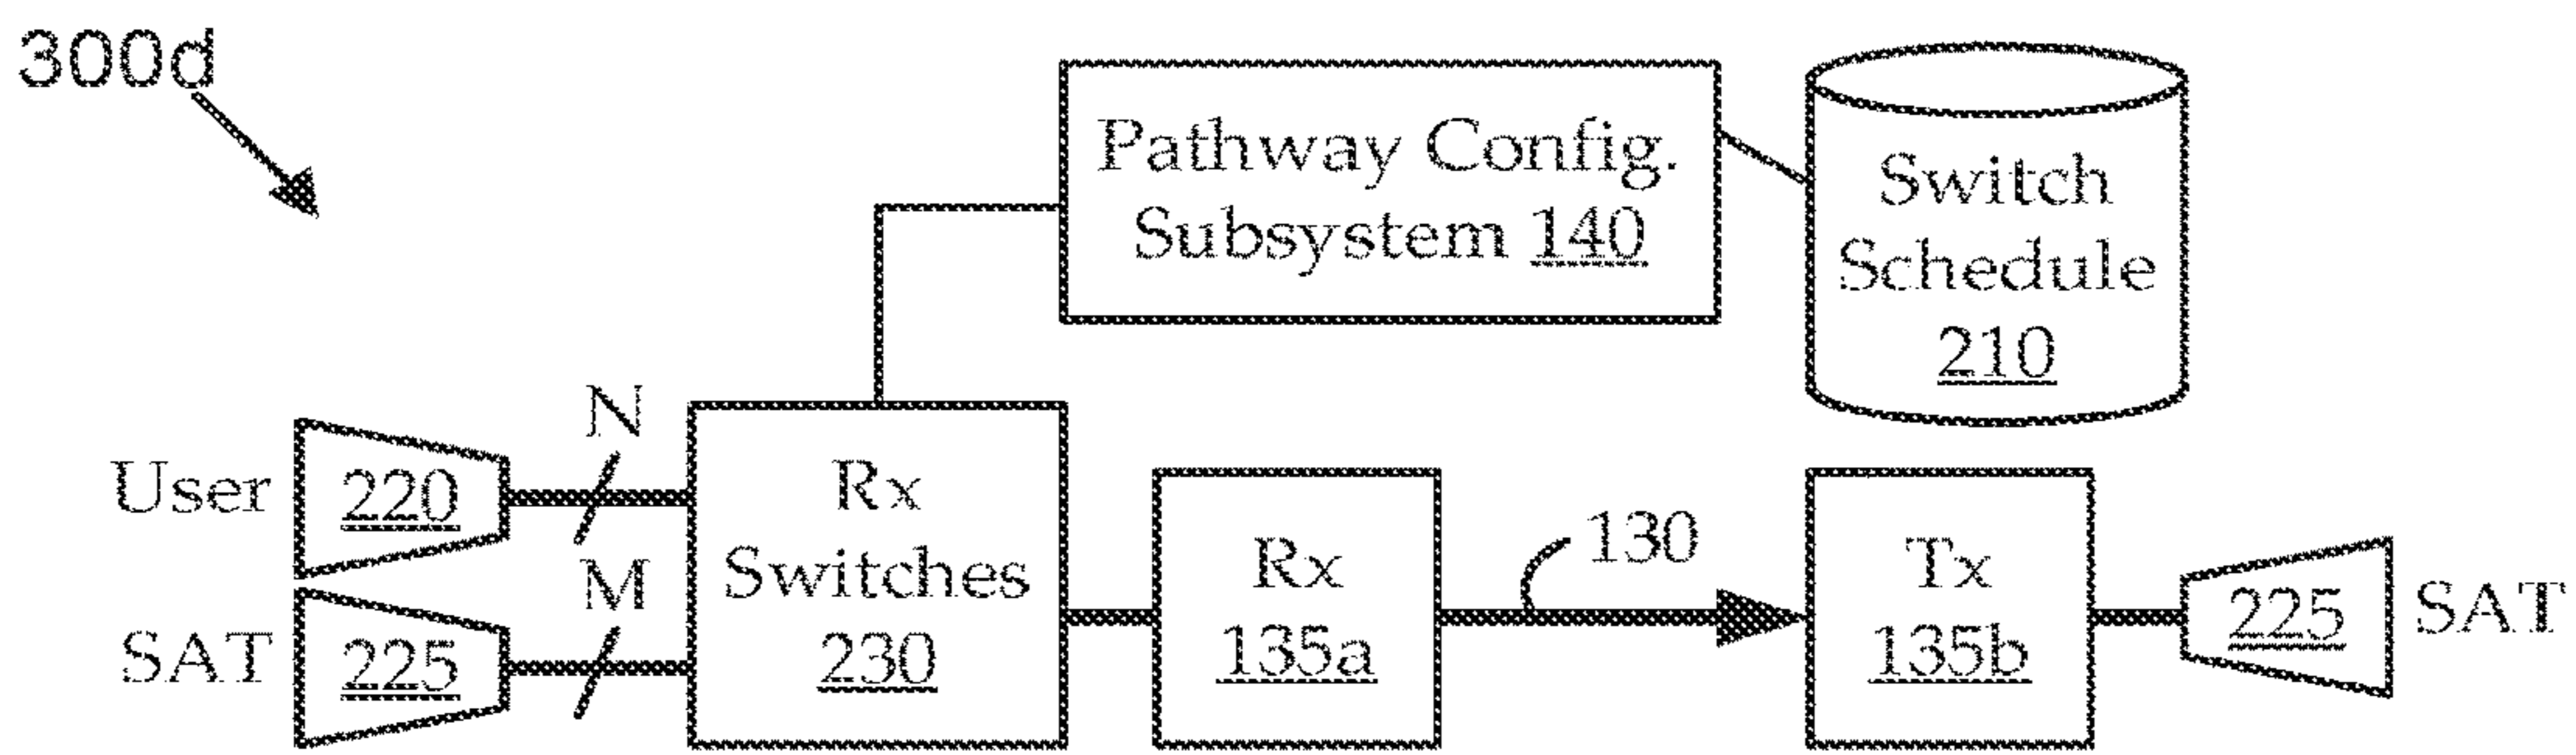 300d
Pathway Config.
Subsystem 140
Switch
Schedule
210
N
User
220
M
SAT
225
Rx
Switches
230
Rx
135a
130
Tx
135b
225
SAT